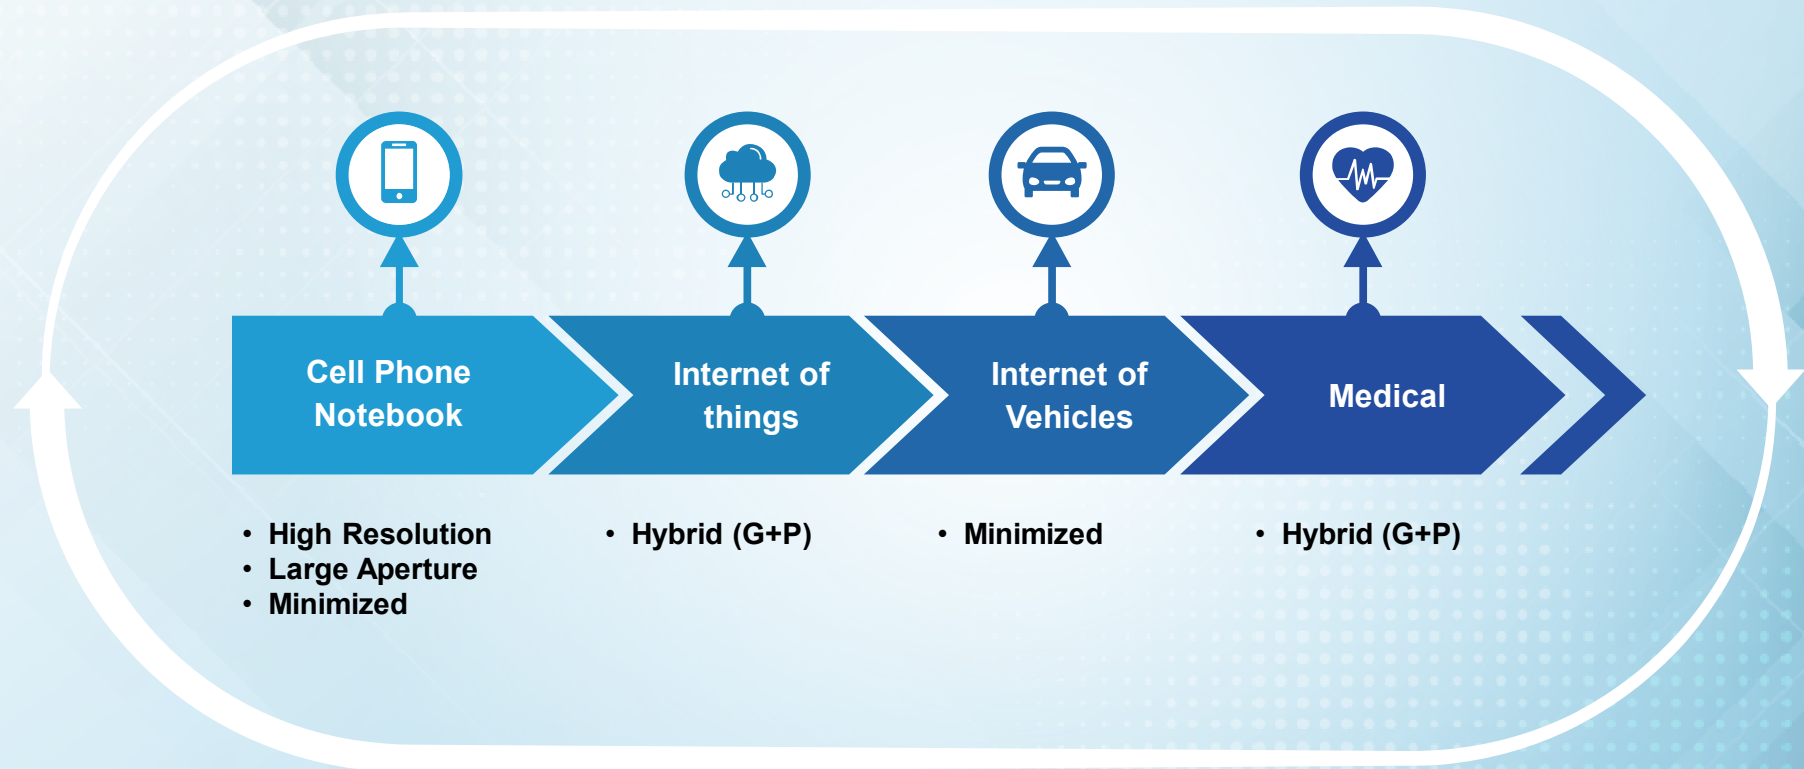 Cell Phone
Notebook
Internet of
things
Internet of
Vehicles
Medical
• High Resolution
• Large Aperture
• Minimized
• Hybrid (G+P)
• Minimized
• Hybrid (G+P)